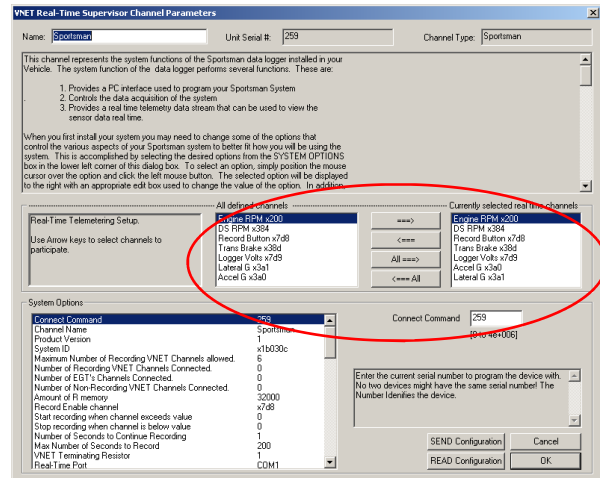 VNET Real-Time Supervisor Channel Parameters
Name: Sportsman Unit Serial #: 259 Channel Type: Sportsman
This channel represents the system functions of the Sportsman data logger installed in your
Vehicle. The system function of the data logger performs several functions. These are:
1. Provides a PC interface used to program your Sportsman System
. 2. Controls the data acquisition of the system
3. Provides a real time telemetry data stream that can be used to view the
sensor data real time.
When you first install your system you may need to change some of the options that
control the various aspects of your Sportsman system to better fit how you will be using the
system. This is accomplished by selecting the desired options from the SYSTEM OPTIONS
box in the lower left corner of this dialog box. To select an option, simply position the mouse
cursor over the option and click the left mouse button. The selected option will be displayed
to the right with an appropriate edit box used to change the value of the option. In addition,
Real-Time Telemetering Setup.
Use Arrow keys to select channels to
participate.
All defined channels
Engine RPM x200
DS RPM x384
Record Button x7d8
Trans Brake x38d
Logger Volts x7d9
Lateral G x3a1
Accel G x3a0
===>
<===
All ===>
<=== All
Currently selected real time channels
Engine RPM x200
DS RPM x384
Record Button x7d8
Trans Brake x38d
Logger Volts x7d9
Accel G x3a0
Lateral G x3a1
System Options
Connect Command 259
Channel Name Sportsman
Product Version 1
System ID x1b030c
Maximum Number of Recording VNET Channels allowed. 6
Number of Recording VNET Channels Connected. 0
Number of EGT's Channels Connected. 0
Number of Non-Recording VNET Channels Connected. 0
Amount of R memory 32000
Record Enable channel x7d8
Start recording when channel exceeds value 0
Stop recording when channel is below value 0
Number of Seconds to Continue Recording 1
Max Number of Seconds to Record 200
VNET Terminating Resistor 1
Real-Time Port COM1
Connect Command 259
[0 to 4e+006]
Enter the current serial number to program the device with.
No two devices might have the same serial number! The
Number Idenifies the device.
SEND Configuration Cancel
READ Configuration OK